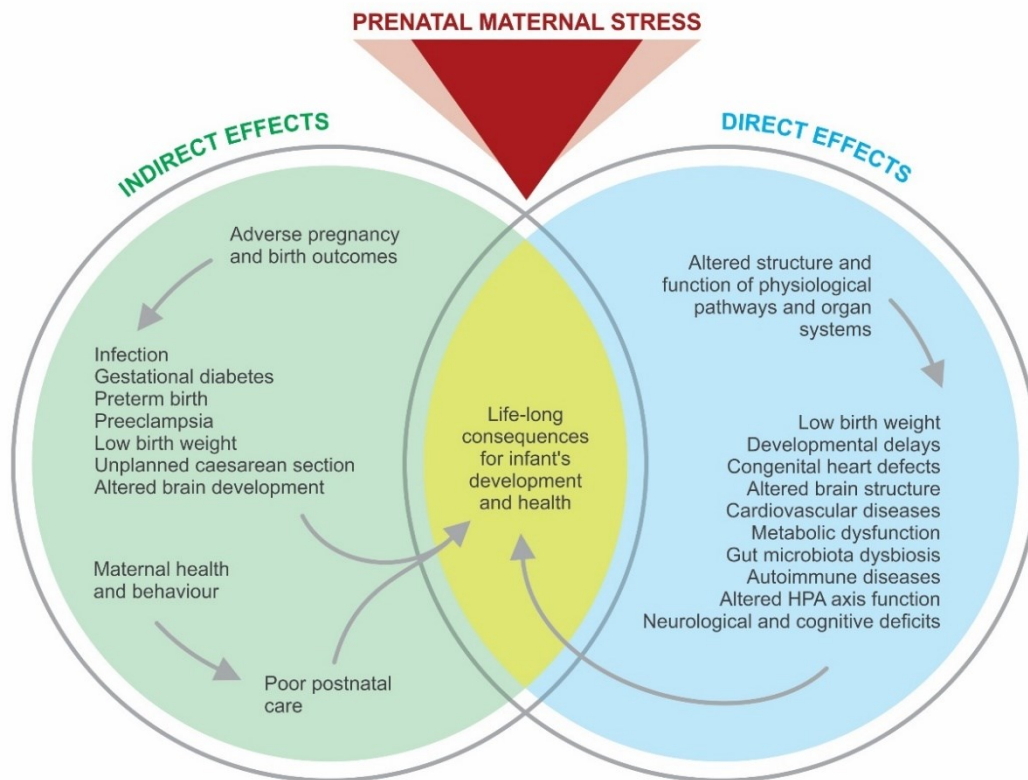 PRENATAL MATERNAL STRESS
INDIRECT EFFECTS
Adverse pregnancy
and birth outcomes
Infection
Gestational diabetes
Preterm birth
Preeclampsia
Low birth weight
Unplanned caesarean section
Altered brain development
Maternal health
and behaviour
Poor postnatal
care
Life-long
consequences
for infant's
development
and health
DIRECT EFFECTS
Altered structure and
function of physiological
pathways and organ
systems
Low birth weight
Developmental delays
Congenital heart defects
Altered brain structure
Cardiovascular diseases
Metabolic dysfunction
Gut microbiota dysbiosis
Autoimmune diseases
Altered HPA axis function
Neurological and cognitive deficits